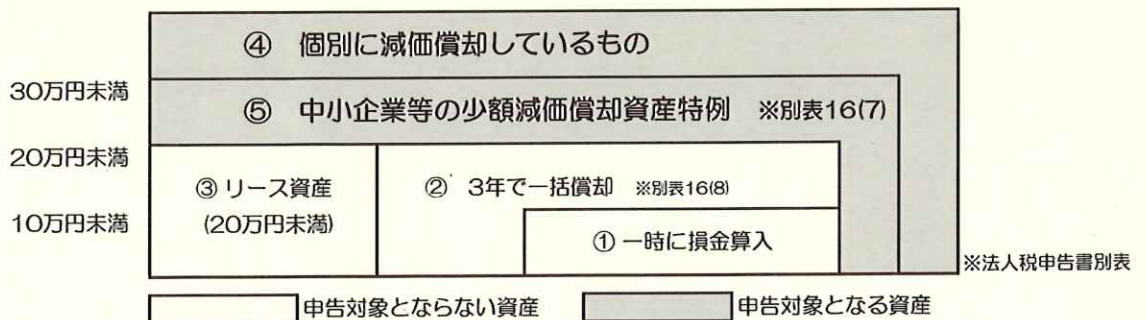 ④ 個別に減価償却しているもの
30万円未満
⑤ 中小企業等の少額減価償却資産特例 ※別表16(7)
20万円未満
③ リース資産
(20万円未満)
② 3年で一括償却 ※別表16(8)
10万円未満
① 一時に損金算入
※法人税申告書別表
申告対象とならない資産
申告対象となる資産